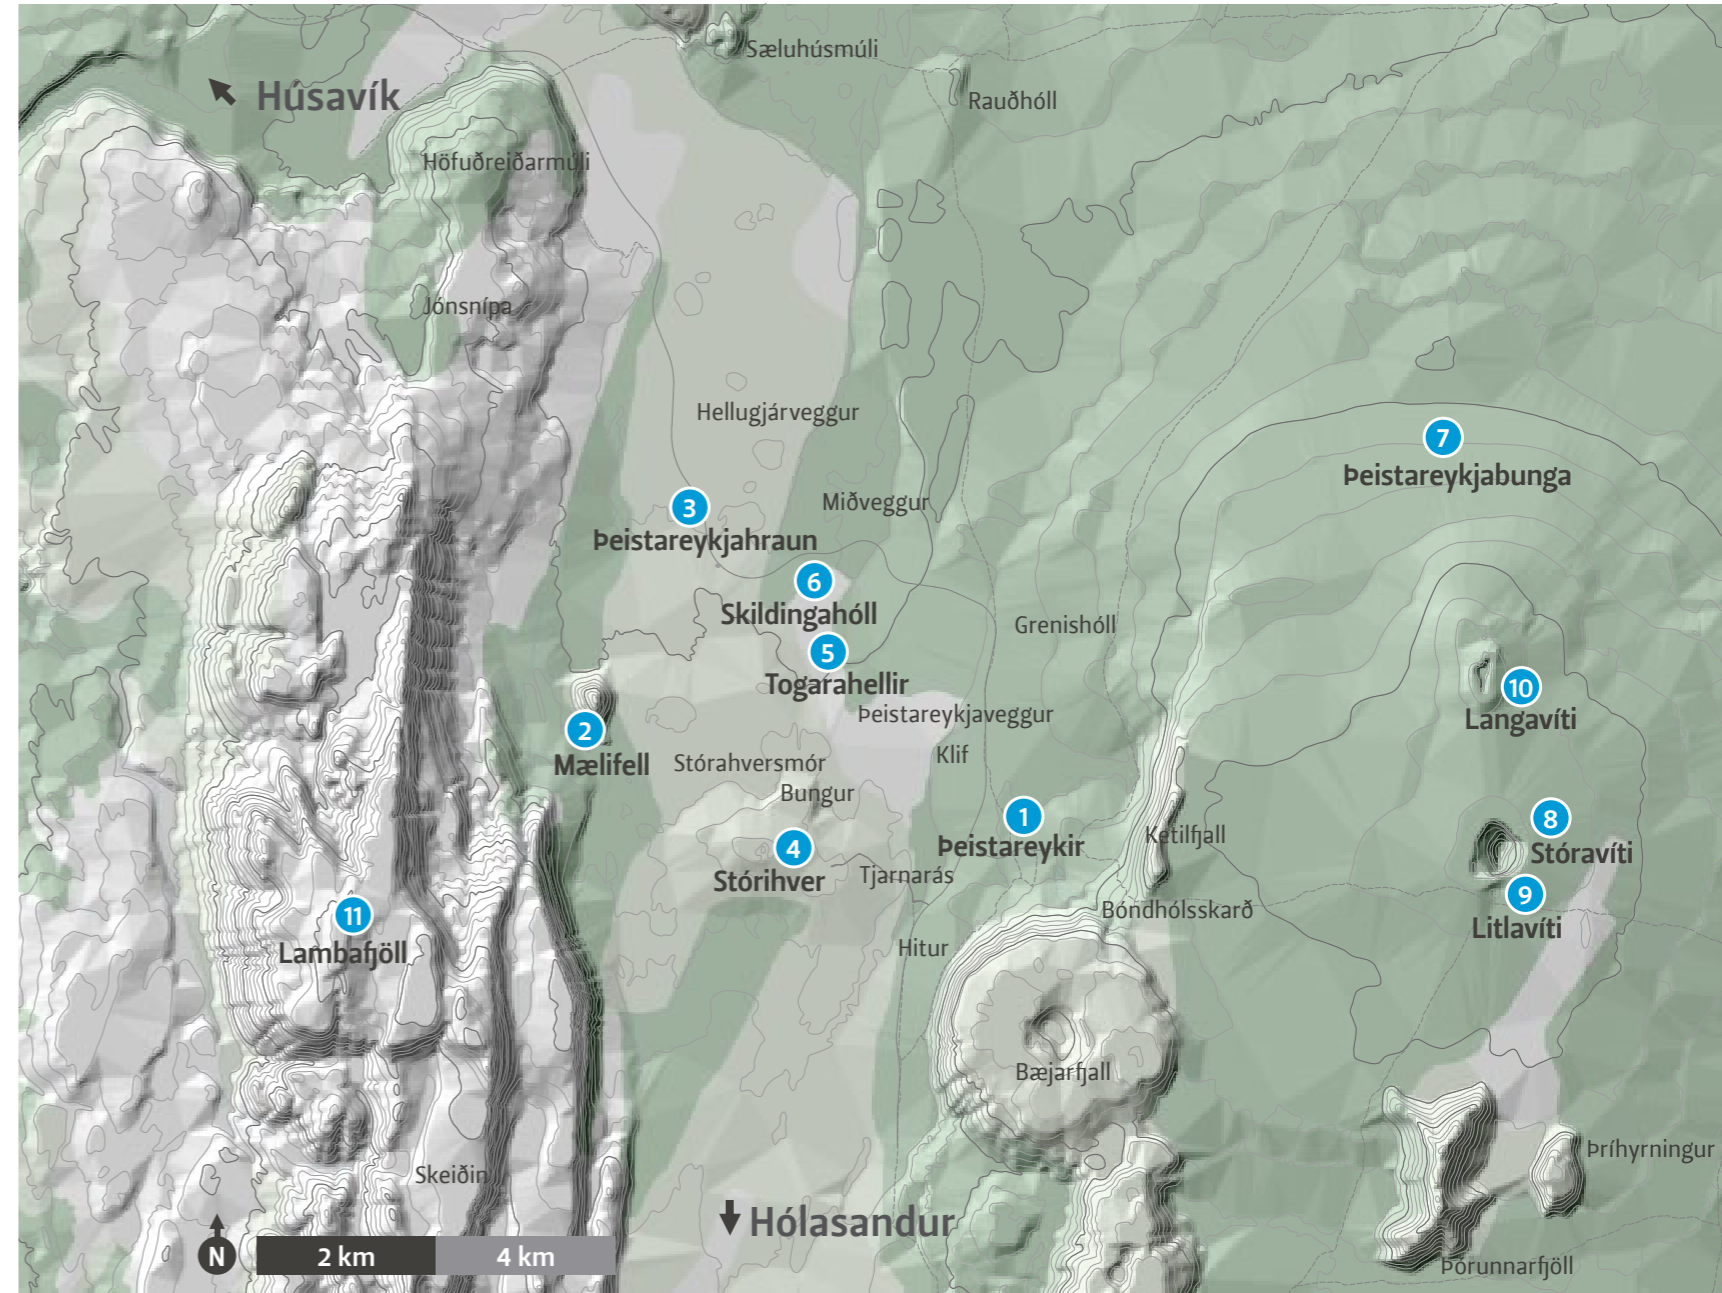 Sæluhúsmúli
Húsavík
Rauðhóll
Höfuðreiðarmúli
Jónsnípa
Hellugjárveggur
7
Þeistareykjabunga
Miðveggur
3
Þeistareykjahraun
6
Skildingahóll
Grenishóll
5
Togarahellir
10
Langavíti
Þeistareykjaveggur
2
Mælifell
Stórahversmór
Klif
Bungur
1
Þeistareykir
8
Stóravíti
Ketilfjall
4
Stórihver
Tjarnarás
9
Litlavíti
11
Lambafjöll
Bóndhólsskarð
Hitur
Bæjarfjall
Þríhyrningur
Skeiðin
Hólasandur
N
2 km
4 km
Þórunnarfjöll